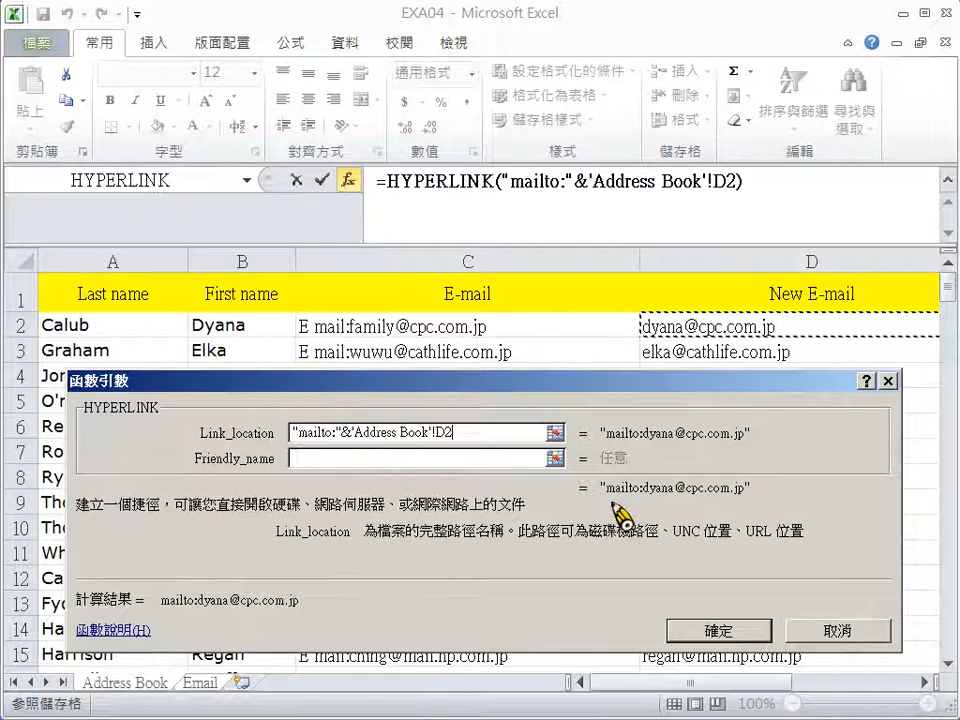 EXA04 - Microsoft Excel
檔案 常用 插入 版面配置 公式 資料 校閱 檢視
貼上
剪貼簿
12
B I U
字型
對齊方式
通用格式
$ % ,
數值
設定格式化的條件
格式化為表格
儲存格樣式
樣式
插入
刪除
格式
儲存格
Σ
排序與篩選
尋找與選取
編輯
HYPERLINK
=HYPERLINK("mailto:"&'Address Book'!D2)
A B C D
1 Last name First name E-mail New E-mail
2 Calub Dyana E mail:family@cpc.com.jp dyana@cpc.com.jp
3 Graham Elka E mail:wuwu@cathlife.com.jp elka@cathlife.com.jp
4
5
6
7
8
9
10
11
12
13
14
15 Harrison Regan E mail:ching@mail.hp.com.jp regan@mail.hp.com.jp
函數引數
HYPERLINK
Link_location "mailto:"&'Address Book'!D2 = "mailto:dyana@cpc.com.jp"
Friendly_name = 任意
= "mailto:dyana@cpc.com.jp"
建立一個捷徑，可讓您直接開啟硬碟、網路伺服器、或網際網路上的文件
Link_location 為檔案的完整路徑名稱。此路徑可為磁碟機路徑、UNC 位置、URL 位置
計算結果 = mailto:dyana@cpc.com.jp
函數說明(H)
確定 取消
Address Book Email
參照儲存格 100%